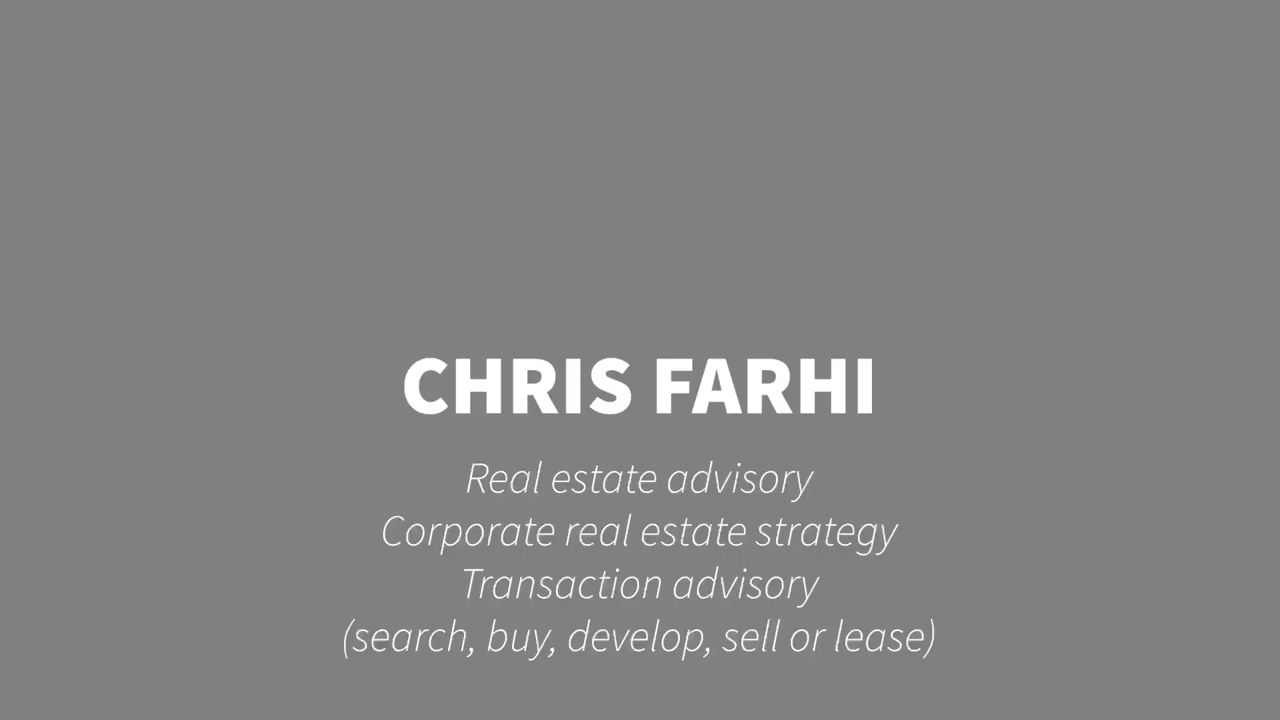 CHRIS FARHI
Real estate advisory
Corporate real estate strategy
Transaction advisory
(search, buy, develop, sell or lease)